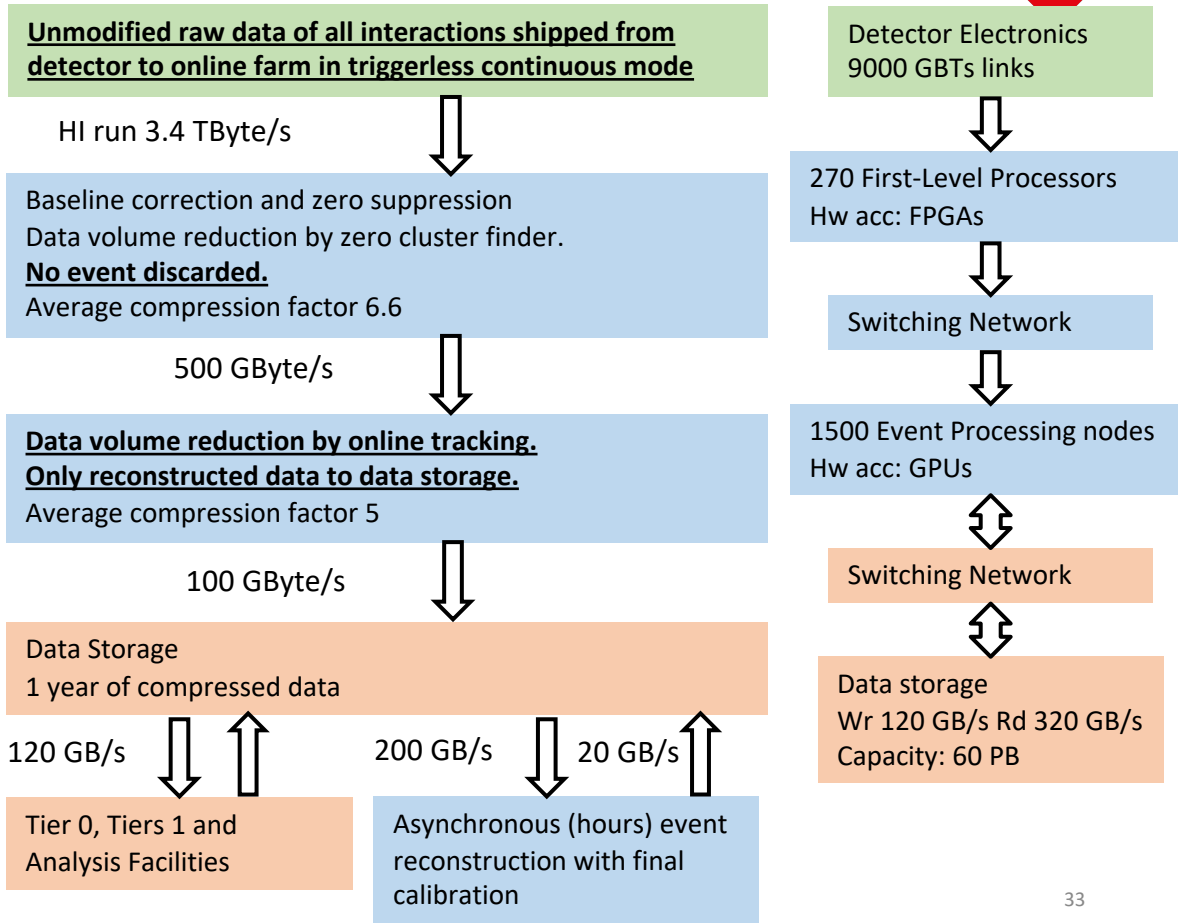 Unmodified raw data of all interactions shipped from
detector to online farm in triggerless continuous mode
HI run 3.4 TByte/s
Baseline correction and zero suppression
Data volume reduction by zero cluster finder.
No event discarded.
Average compression factor 6.6
500 GByte/s
Data volume reduction by online tracking.
Only reconstructed data to data storage.
Average compression factor 5
100 GByte/s
Data Storage
1 year of compressed data
120 GB/s
200 GB/s
20 GB/s
Tier 0, Tiers 1 and
Analysis Facilities
Asynchronous (hours) event
reconstruction with final
calibration
Detector Electronics
9000 GBTs links
270 First-Level Processors
Hw acc: FPGAs
Switching Network
1500 Event Processing nodes
Hw acc: GPUs
Switching Network
Data storage
Wr 120 GB/s Rd 320 GB/s
Capacity: 60 PB
33